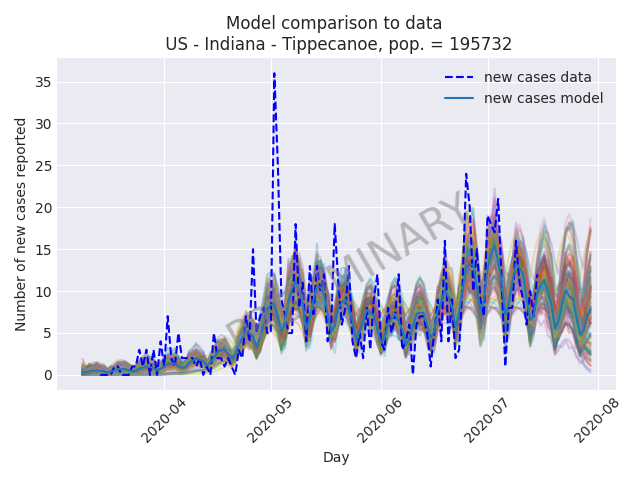 Model comparison to data
US - Indiana - Tippecanoe, pop. = 195732
new cases data
new cases model
Number of new cases reported
35
30
25
20
15
10
5
0
2020-04
2020-05
2020-06
2020-07
2020-08
Day